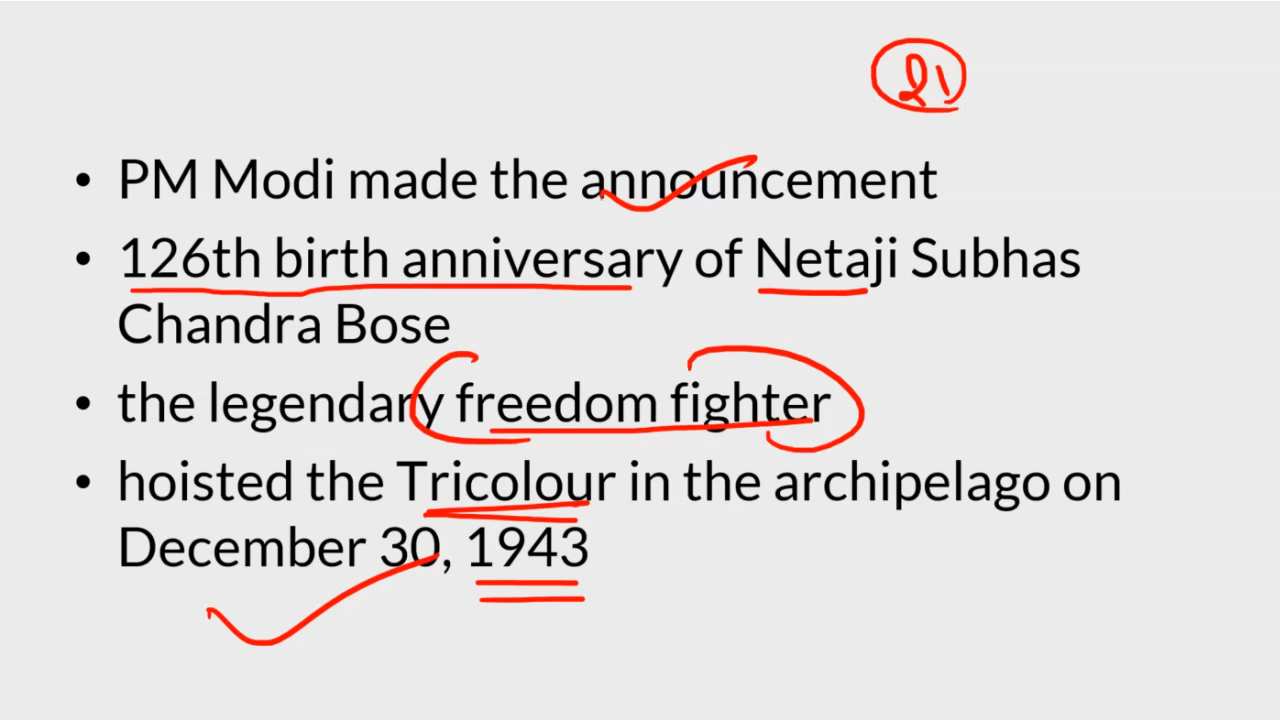 21
• PM Modi made the announcement
• 126th birth anniversary of Netaji Subhas
Chandra Bose
• the legendary freedom fighter
• hoisted the Tricolour in the archipelago on
December 30, 1943